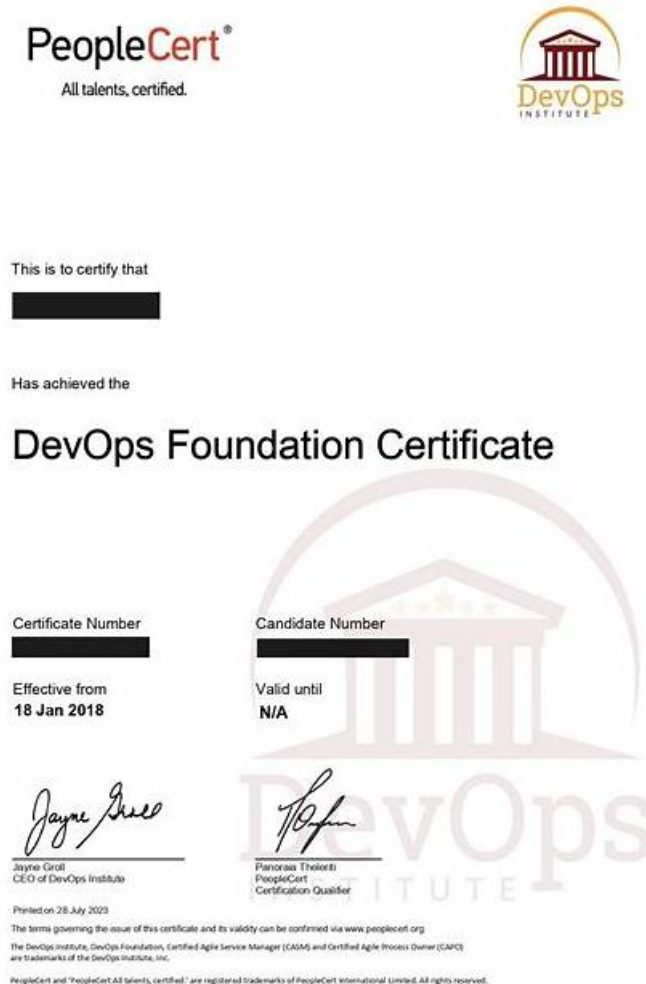 PeopleCert®
All talents, certified.
DevOps
INSTITUTE
This is to certify that
Has achieved the
DevOps Foundation Certificate
Certificate Number
Candidate Number
Effective from
18 Jan 2018
Valid until
N/A
Jayne Groll
CEO of DevOps Institute
Panoraia Theleriti
PeopleCert
Certification Qualifier
DevOps
INSTITUTE
Printed on 28 July 2023
The terms governing the issue of this certificate and its validity can be confirmed via www.peoplecert.org
The DevOps Institute, DevOps Foundation, Certified Agile Service Manager (CASM) and Certified Agile Process Owner (CAPO)
are trademarks of the DevOps Institute, Inc.
PeopleCert and "PeopleCert All talents, certified." are registered trademarks of PeopleCert International Limited. All rights reserved.